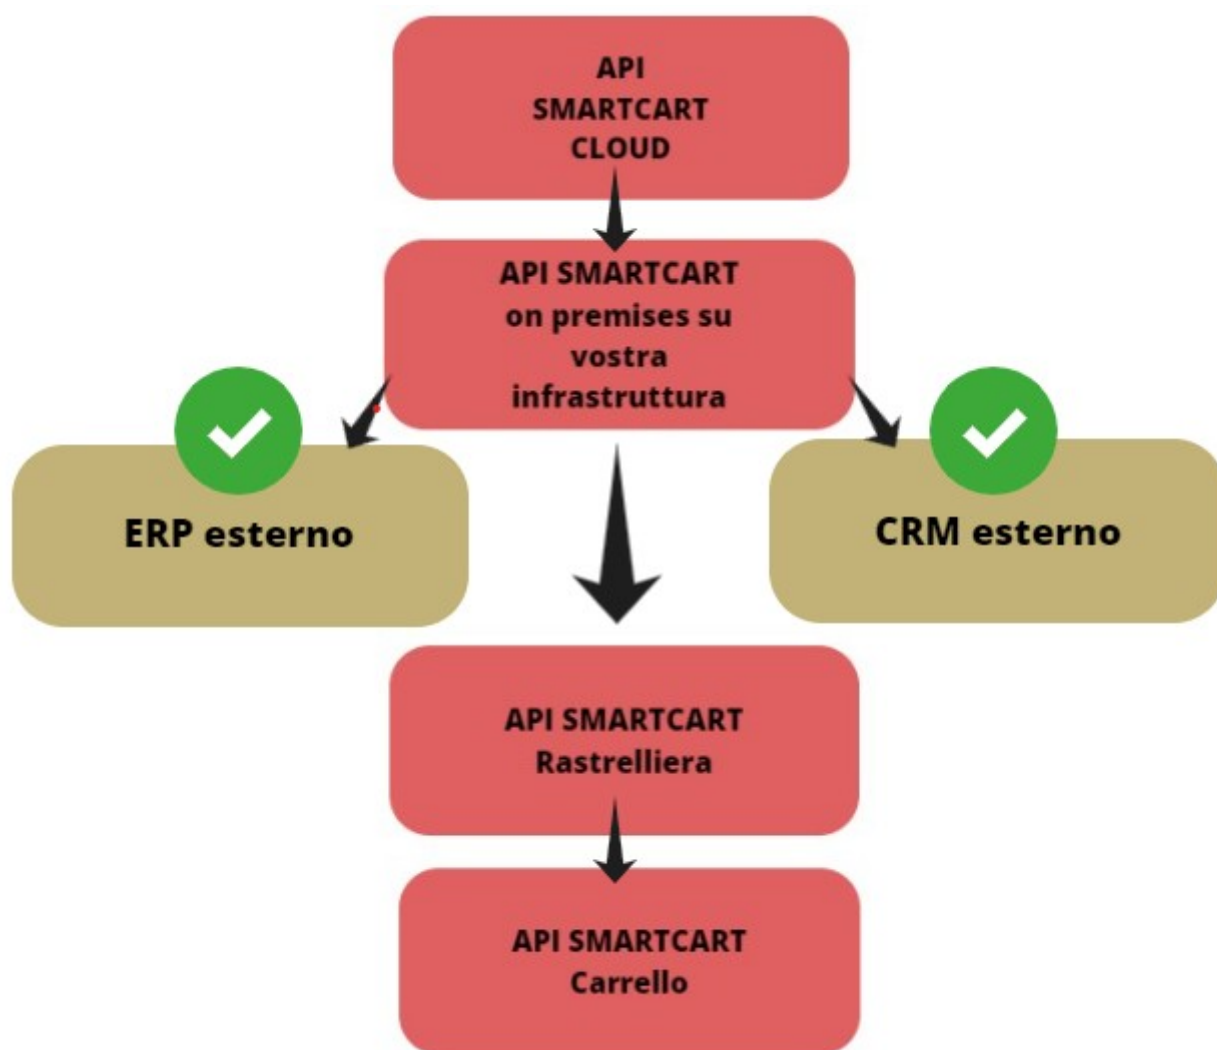 API
SMARTCART
CLOUD
API SMARTCART
on premises su
vostra
infrastruttura
ERP esterno
CRM esterno
API SMARTCART
Rastrelliera
API SMARTCART
Carrello